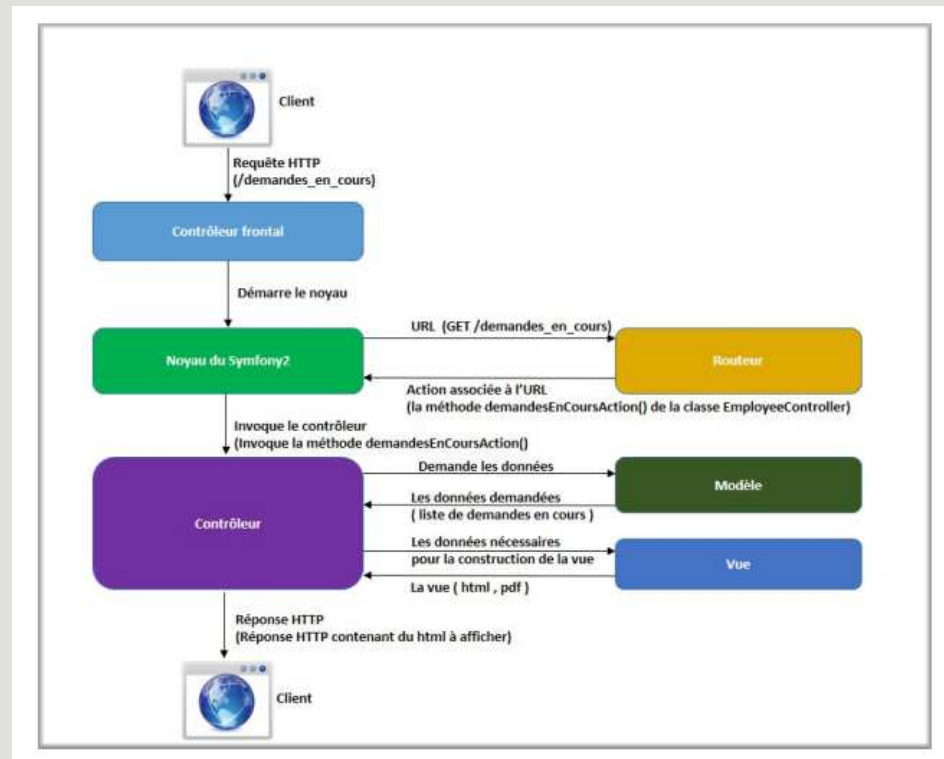 Client
Requête HTTP
(/demandes_en_cours)
Contrôleur frontal
Démarre le noyau
URL (GET /demandes_en_cours)
Noyau du Symfony2
Routeur
Action associée à l'URL
(la méthode demandesEnCoursAction() de la classe EmployeeController)
Invoque le contrôleur
(Invoque la méthode demandesEnCoursAction()
Demande les données
Modèle
Les données demandées
( liste de demandes en cours )
Contrôleur
Les données nécessaires
pour la construction de la vue
Vue
La vue ( html , pdf )
Réponse HTTP
(Réponse HTTP contenant du html à afficher)
Client